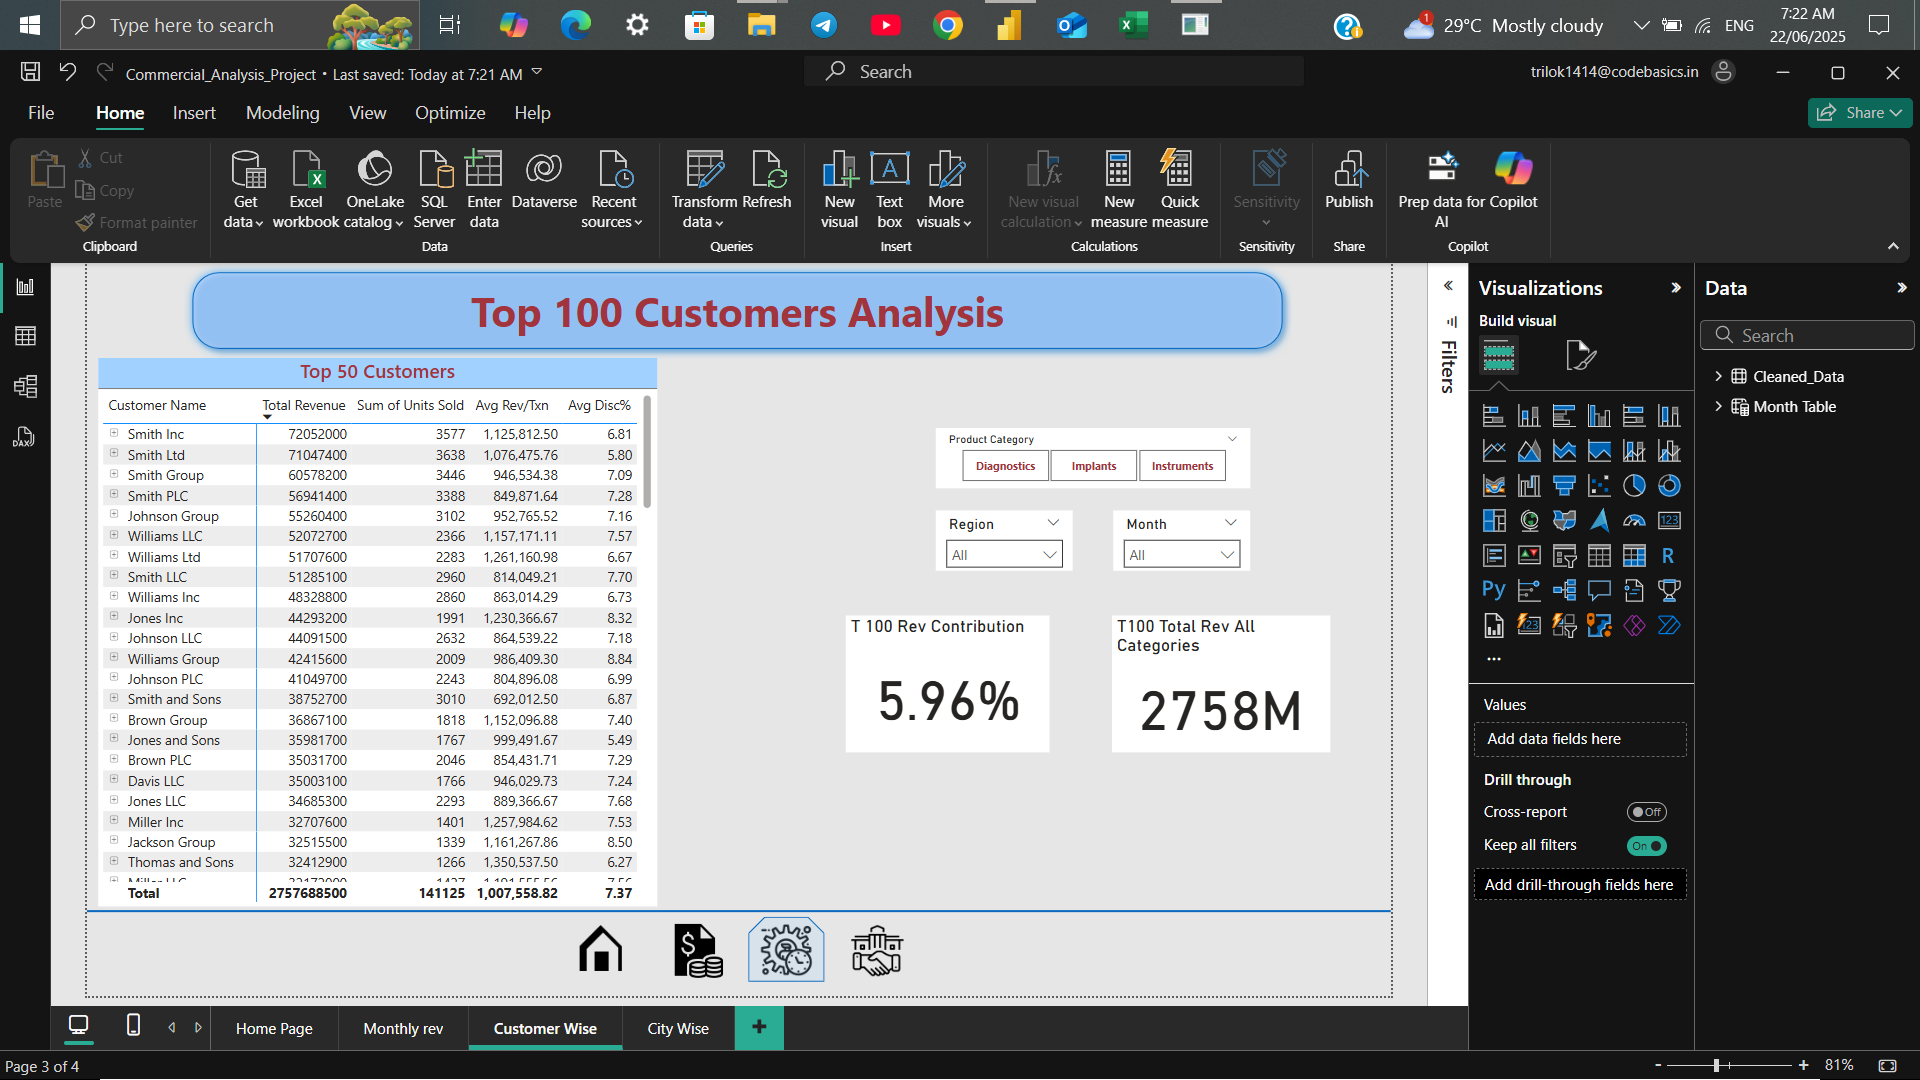 Type here to search
1
29°C Mostly cloudy
ENG
7:22 AM
22/06/2025
Commercial_Analysis_Project • Last saved: Today at 7:21 AM
Search
trilok1414@codebasics.in
File Home Insert Modeling View Optimize Help
Share
Paste
Cut
Copy
Format painter
Clipboard
Get data
Excel workbook
OneLake catalog
SQL Server
Enter data
Dataverse
Recent sources
Data
Transform data
Refresh
Queries
New visual
Text box
More visuals
Insert
New visual calculation
New measure
Quick measure
Calculations
Sensitivity
Sensitivity
Publish
Share
Prep data for AI
Copilot
Copilot
Top 100 Customers Analysis
Top 50 Customers
Customer Name Total Revenue Sum of Units Sold Avg Rev/Txn Avg Disc%
Smith Inc 72052000 3577 1,125,812.50 6.81
Smith Ltd 71047400 3638 1,076,475.76 5.80
Smith Group 60578200 3446 946,534.38 7.09
Smith PLC 56941400 3388 849,871.64 7.28
Johnson Group 55260400 3102 952,765.52 7.16
Williams LLC 52072700 2366 1,157,171.11 7.57
Williams Ltd 51707600 2283 1,261,160.98 6.67
Smith LLC 51285100 2960 814,049.21 7.70
Williams Inc 48328800 2860 863,014.29 6.73
Jones Inc 44293200 1991 1,230,366.67 8.32
Johnson LLC 44091500 2632 864,539.22 7.18
Williams Group 42415600 2009 986,409.30 8.84
Johnson PLC 41049700 2243 804,896.08 6.99
Smith and Sons 38752700 3010 692,012.50 6.87
Brown Group 36867100 1818 1,152,096.88 7.40
Jones and Sons 35981700 1767 999,491.67 5.49
Brown PLC 35031700 2046 854,431.71 7.29
Davis LLC 35003100 1766 946,029.73 7.24
Jones LLC 34685300 2293 889,366.67 7.68
Miller Inc 32707600 1401 1,257,984.62 7.53
Jackson Group 32515500 1339 1,161,267.86 8.50
Thomas and Sons 32412900 1266 1,350,537.50 6.27
Total 2757688500 141125 1,007,558.82 7.37
Product Category
Diagnostics Implants Instruments
Region
All
Month
All
T 100 Rev Contribution
5.96%
T100 Total Rev All Categories
2758M
Filters
Visualizations
Build visual
123
R
Py
123
...
Values
Add data fields here
Drill through
Cross-report Off
Keep all filters On
Add drill-through fields here
Data
Search
Cleaned_Data
Month Table
DAX
Home Page Monthly rev Customer Wise City Wise +
Page 3 of 4
- + 81%